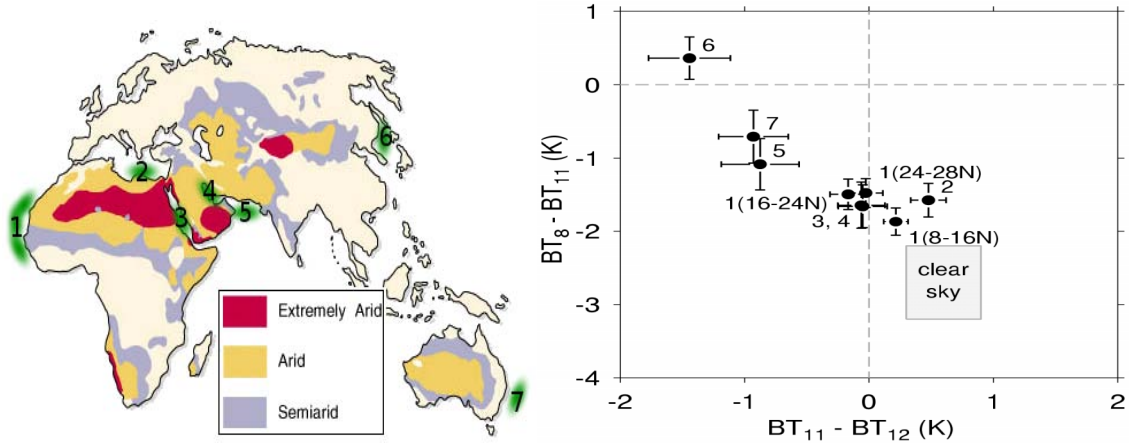 1
2
3
4
5
6
7
Extremely Arid
Arid
Semiarid
BT8 - BT11 (K)
1
0
-1
-2
-3
-4
6
7
5
1(24-28N)
2
1(16-24N)
3, 4
1(8-16N)
clear
sky
-2
-1
0
1
2
BT11 - BT12 (K)